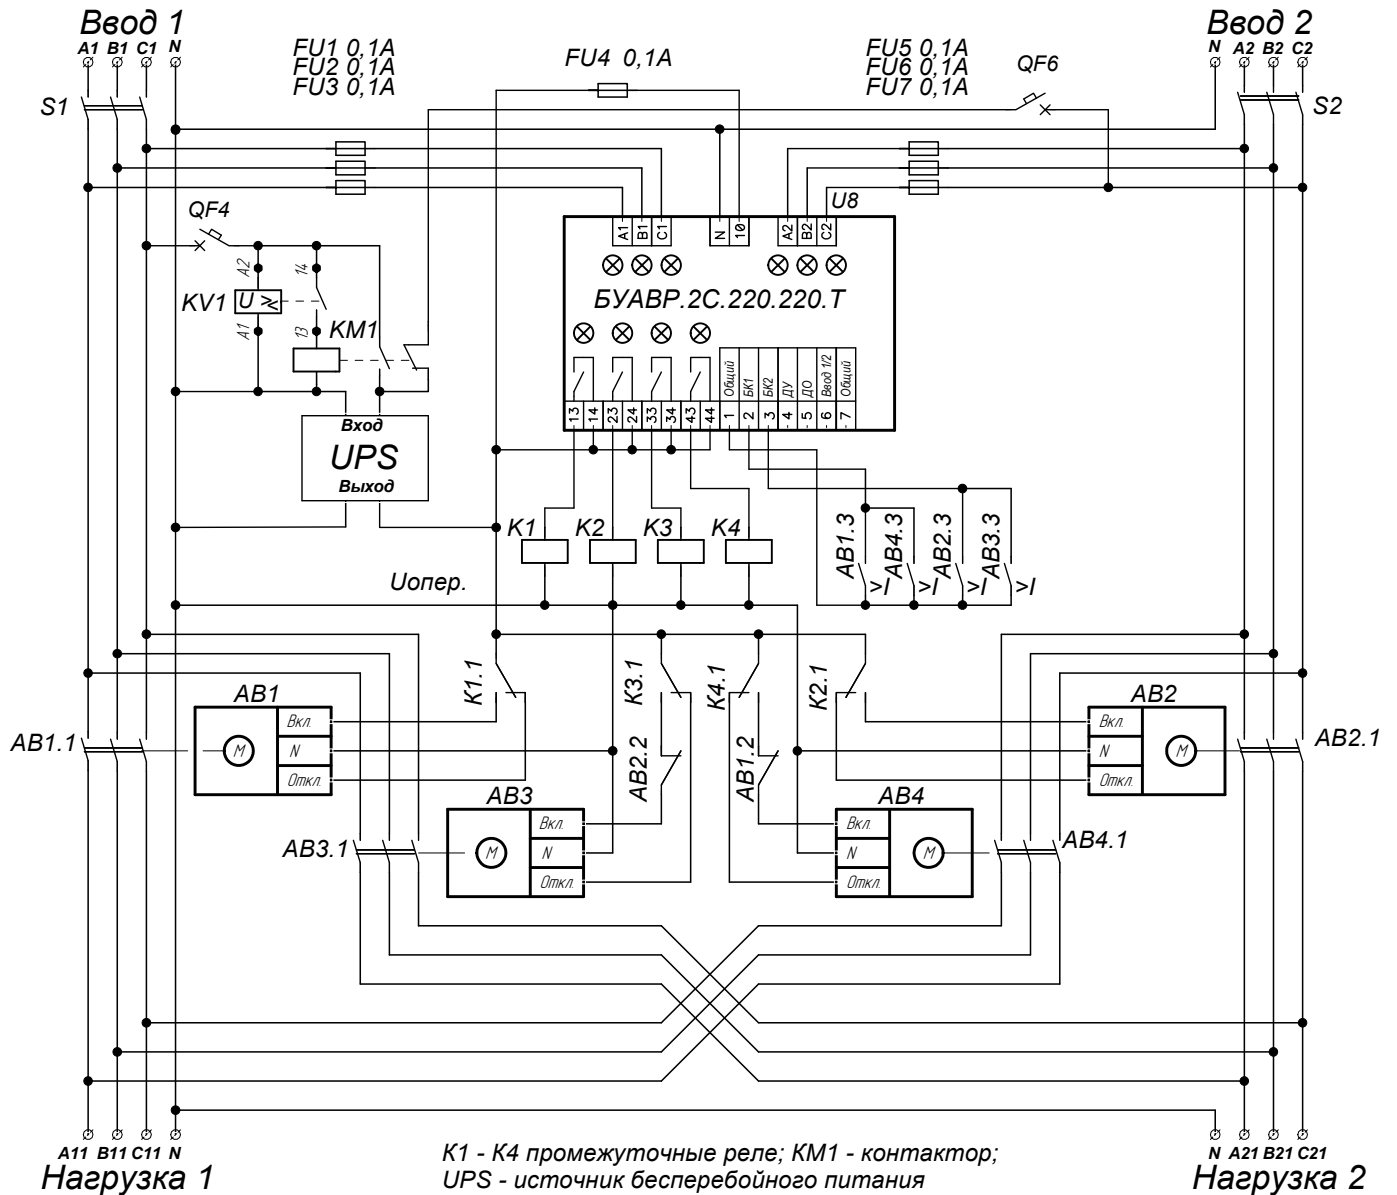 Ввод 1
A1 B1 C1 N
Ввод 2
N A2 B2 C2
FU1 0,1A
FU2 0,1A
FU3 0,1A
FU4 0,1A
FU5 0,1A
FU6 0,1A
FU7 0,1A
QF6
S1
S2
QF4
U8
A1 B1 C1 N 10 A2 B2 C2
БУАВР.2С.220.220.Т
A2
14
KV1
U
A1
13
KM1
Общий
БК1
БК2
ДУ
ДО
Ввод 1/2
Общий
13 14 23 24 33 34 43 44 1 2 3 4 5 6 7
Вход
UPS
Выход
K1 K2 K3 K4
AB1.3
AB4.3
AB2.3
AB3.3
>I >I >I >I
Uопер.
K1.1
K3.1
K4.1
K2.1
AB1
Вкл.
M N
Откл.
AB1.1
AB2
Вкл.
N M
Откл.
AB2.1
AB2.2
AB1.2
AB3
Вкл.
M N
Откл.
AB3.1
AB4
Вкл.
N M
Откл.
AB4.1
A11 B11 C11 N
Нагрузка 1
К1 - К4 промежуточные реле; КМ1 - контактор;
UPS - источник бесперебойного питания
N A21 B21 C21
Нагрузка 2